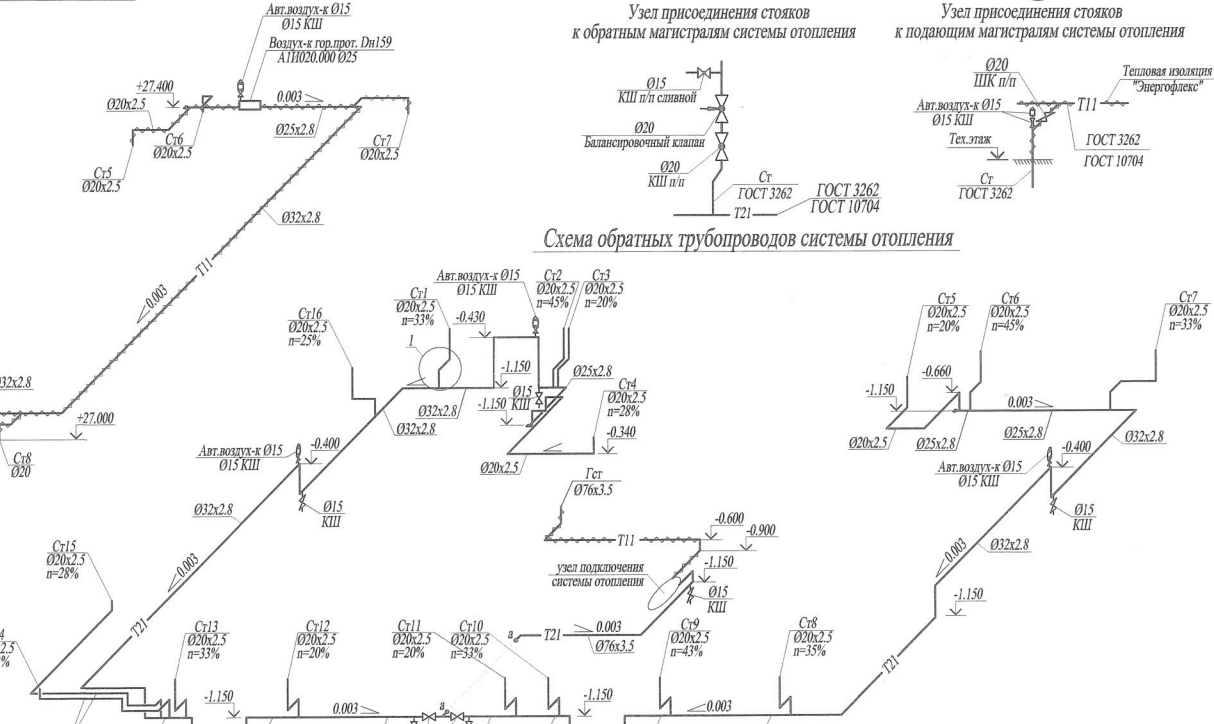 Авт.воздух-к Ø15
Ø15 КШ
Воздух-к гор.прот. Dн159
А1И020.000 Ø25
+27.400
Ø20x2.5
0.003
Ст6
Ø20x2.5
Ø25x2.8
Ст7
Ø20x2.5
Ст5
Ø20x2.5
Ø32x2.8
Т11
0.003
Ø32x2.8
+27.000
Ст8
Ø20
Узел присоединения стояков
к обратным магистралям системы отопления
Ø15
КШ п/п сливной
Ø20
Балансировочный клапан
Ø20
КШ п/п
Ст
ГОСТ 3262
Т21
ГОСТ 3262
ГОСТ 10704
Узел присоединения стояков
к подающим магистралям системы отопления
Ø20
ШК п/п
Тепловая изоляция
"Энергофлекс"
Т11
Авт.воздух-к Ø15
Ø15 КШ
Тех.этаж
ГОСТ 3262
ГОСТ 10704
Ст
ГОСТ 3262
Схема обратных трубопроводов системы отопления
Ст16
Ø20x2.5
n=25%
Ст1
Ø20x2.5
n=33%
1
Авт.воздух-к Ø15
Ø15 КШ
-0.430
Ст2
Ø20x2.5
n=45%
Ст3
Ø20x2.5
n=20%
-1.150
Ø15
КШ
-1.150
Ø25x2.8
Ст4
Ø20x2.5
n=28%
-0.340
Ø20x2.5
Ø32x2.8
Ø32x2.8
Авт.воздух-к Ø15
Ø15 КШ
-0.400
Ø15
КШ
Ø32x2.8
0.003
Т21
Ст15
Ø20x2.5
n=28%
Ст13
Ø20x2.5
n=33%
Гст
Ø76x3.5
Т11
-0.600
-0.900
узел подключения
системы отопления
-1.150
Ø15
КШ
а
Т21
0.003
Ø76x3.5
Ст12
Ø20x2.5
n=20%
Ст11
Ø20x2.5
n=20%
Ст10
Ø20x2.5
n=33%
-1.150
0.003
а
-1.150
Ст5
Ø20x2.5
n=20%
Ст6
Ø20x2.5
n=45%
Ст7
Ø20x2.5
n=33%
-1.150
-0.660
0.003
Ø20x2.5
Ø25x2.8
Ø25x2.8
Ø32x2.8
Авт.воздух-к Ø15
Ø15 КШ
-0.400
Ø15
КШ
Ø32x2.8
0.003
-1.150
Т21
Ст9
Ø20x2.5
n=43%
Ст8
Ø20x2.5
n=35%
0.003